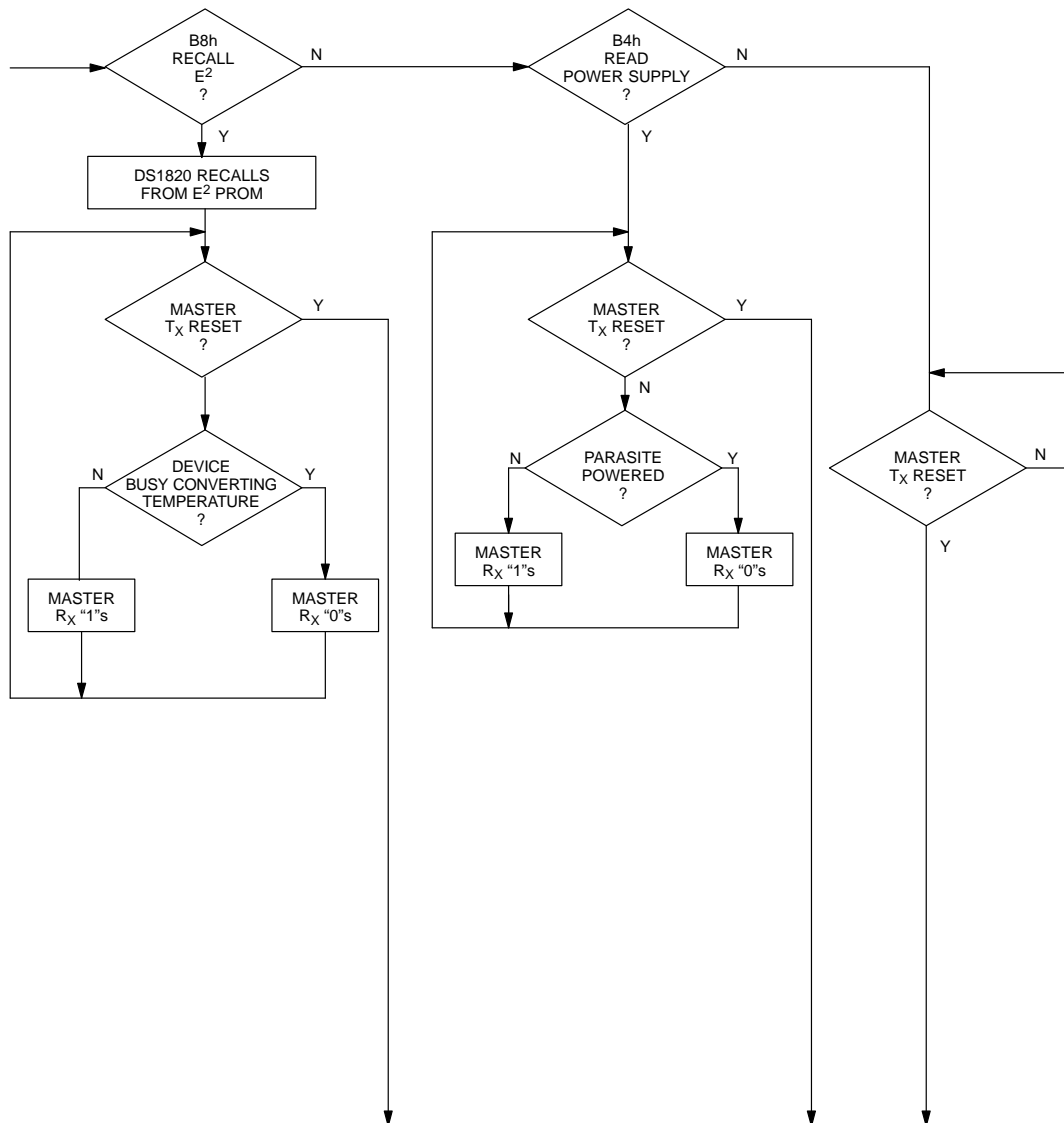 B8h
RECALL
E2
?
N
Y
B4h
READ
POWER SUPPLY
?
N
Y
DS1820 RECALLS
FROM E2 PROM
MASTER
TX RESET
?
Y
MASTER
TX RESET
?
Y
N
DEVICE
BUSY CONVERTING
TEMPERATURE
?
N
Y
PARASITE
POWERED
?
N
Y
MASTER
TX RESET
?
N
Y
MASTER
RX “1”s
MASTER
RX “0”s
MASTER
RX “1”s
MASTER
RX “0”s